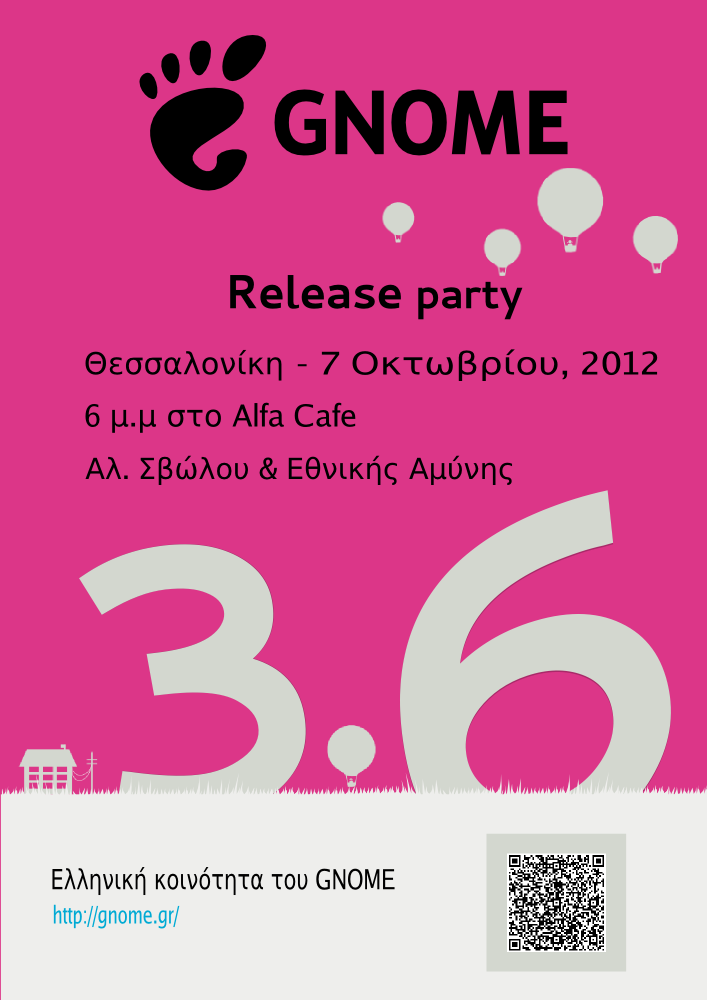 GNOME
Release party
Θεσσαλονίκη - 7 Οκτωβρίου, 2012
6 μ.μ στο Alfa Cafe
Αλ. Σβώλου & Εθνικής Αμύνης
3.6
Ελληνική κοινότητα του GNOME
http://gnome.gr/